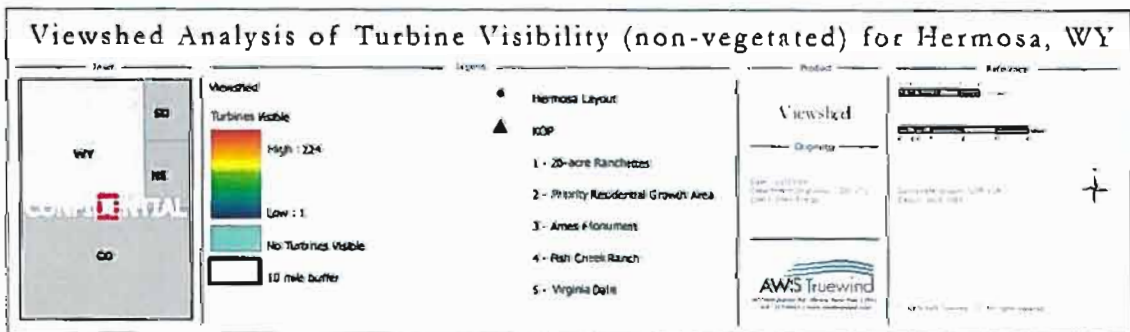 Viewshed Analysis of Turbine Visibility (non-vegetated) for Hermosa, WY
Inset
SD
WY
NE
CONFIDENTIAL
CO
Legend
Viewshed
Turbines Visible
High : 224
Low : 1
No Turbines Visible
10 mile buffer
Hermosa Layout
KOP
1 - 20-acre Ranchettes
2 - Priority Residential Growth Area
3 - Ames Monument
4 - Fish Creek Ranch
5 - Virginia Dale
Product
Viewshed
Originator
AWS Truewind
Reference